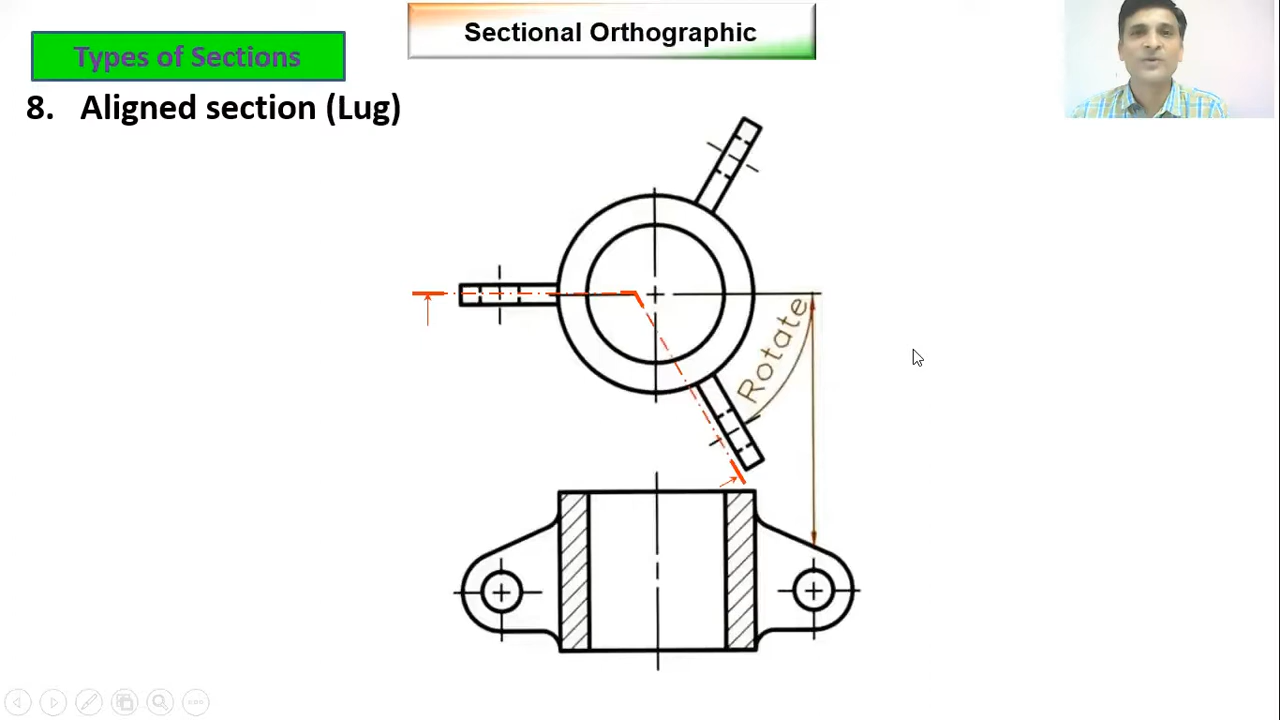 Sectional Orthographic
Types of Sections
8. Aligned section (Lug)
Rotate